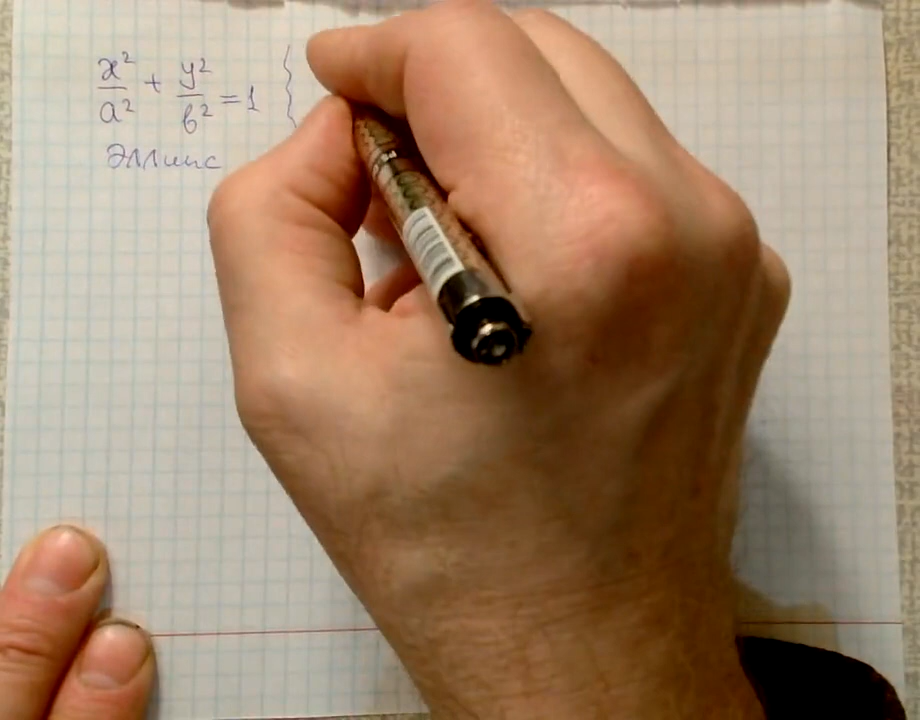 x²/a² + y²/b² = 1 {
Эллипс